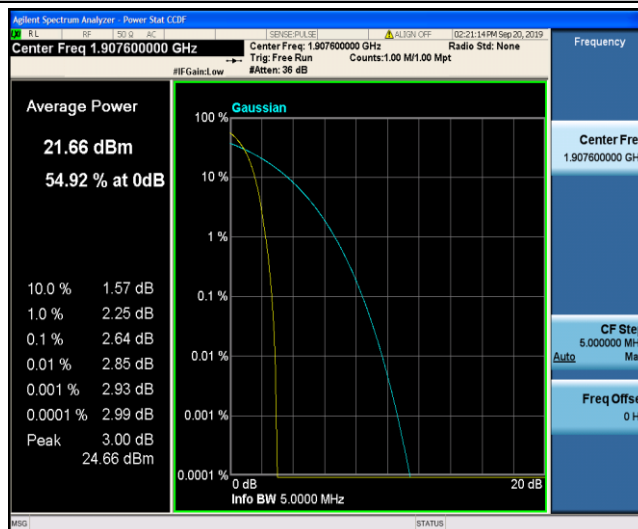 Agilent Spectrum Analyzer - Power Stat CCDF
RL RF 50 Ω AC SENSE:PULSE ALIGN OFF 02:21:14 PM Sep 20, 2019
Center Freq 1.907600000 GHz
Center Freq: 1.907600000 GHz Radio Std: None
Trig: Free Run Counts:1.00 M/1.00 Mpt
#IFGain:Low #Atten: 36 dB
Frequency
Average Power
21.66 dBm
54.92 % at 0dB
10.0 % 1.57 dB
1.0 % 2.25 dB
0.1 % 2.64 dB
0.01 % 2.85 dB
0.001 % 2.93 dB
0.0001 % 2.99 dB
Peak 3.00 dB
24.66 dBm
Gaussian
100 %
10 %
1 %
0.1 %
0.01 %
0.001 %
0.0001 %
0 dB 20 dB
Info BW 5.0000 MHz
Center Fre
1.907600000 GH
CF Ste
5.000000 MH
Auto Ma
Freq Offse
0 H
MSG STATUS